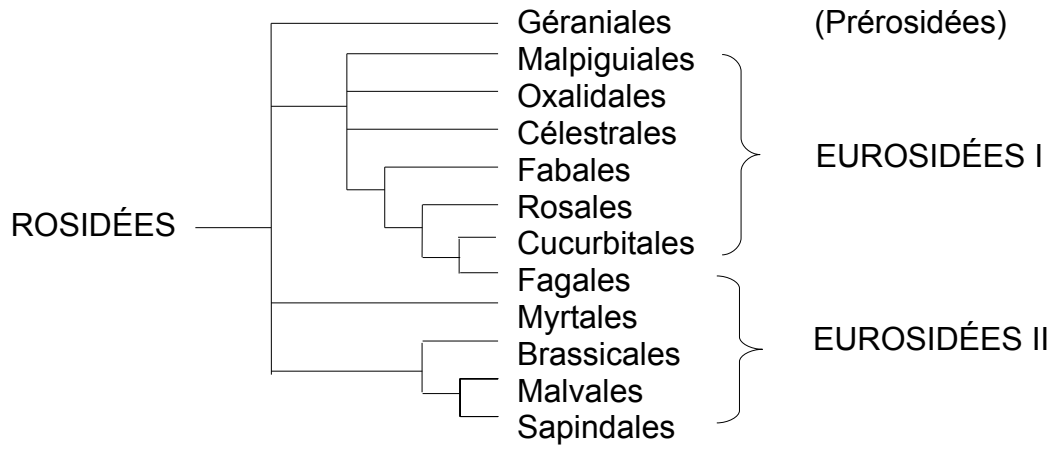 Géraniales (Prérosidées)
Malpiguiales
Oxalidales
Célestrales
EUROSIDÉES I
Fabales
Rosales
ROSIDÉES
Cucurbitales
Fagales
Myrtales
EUROSIDÉES II
Brassicales
Malvales
Sapindales